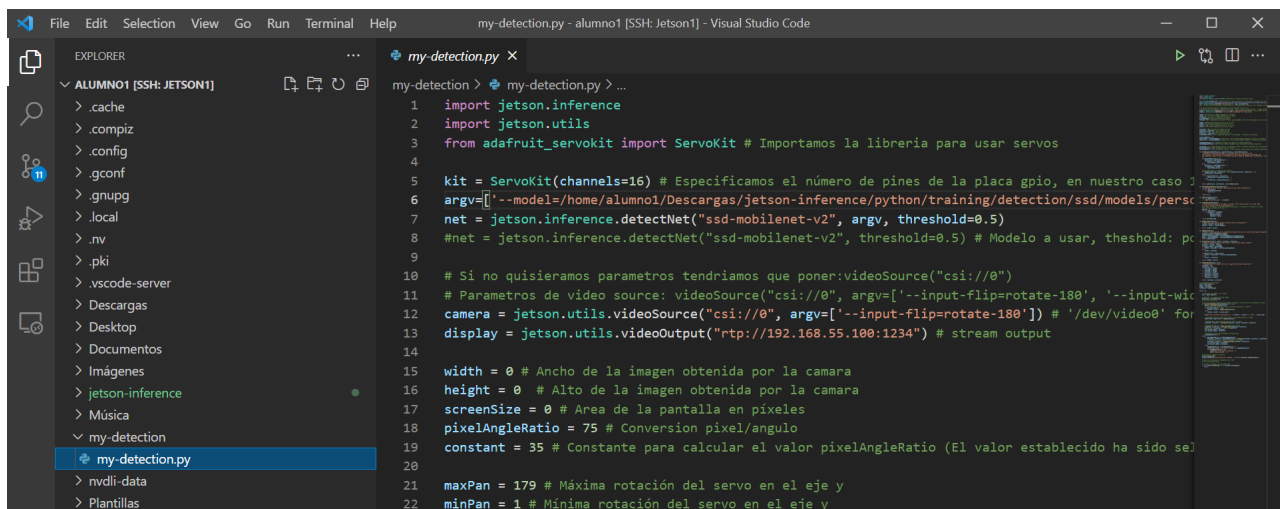 File Edit Selection View Go Run Terminal Help my-detection.py - alumno1 [SSH: Jetson1] - Visual Studio Code
EXPLORER
ALUMNO1 [SSH: JETSON1]
.cache
.compiz
.config
.gconf
.gnupg
.local
.nv
.pki
.vscode-server
Descargas
Desktop
Documentos
Imágenes
jetson-inference
Música
my-detection
my-detection.py
nvdli-data
Plantillas
11
my-detection.py
my-detection > my-detection.py > ...
1 import jetson.inference
2 import jetson.utils
3 from adafruit_servokit import ServoKit # Importamos la libreria para usar servos
4
5 kit = ServoKit(channels=16) # Especificamos el número de pines de la placa gpio, en nuestro caso 1
6 argv=['--model=/home/alumno1/Descargas/jetson-inference/python/training/detection/ssd/models/perso
7 net = jetson.inference.detectNet("ssd-mobilenet-v2", argv, threshold=0.5)
8 #net = jetson.inference.detectNet("ssd-mobilenet-v2", threshold=0.5) # Modelo a usar, theshold: po
9
10 # Si no quisieramos parametros tendriamos que poner:videoSource("csi://0")
11 # Parametros de video source: videoSource("csi://0", argv=['--input-flip=rotate-180', '--input-wid
12 camera = jetson.utils.videoSource("csi://0", argv=['--input-flip=rotate-180']) # '/dev/video0' for
13 display = jetson.utils.videoOutput("rtp://192.168.55.100:1234") # stream output
14
15 width = 0 # Ancho de la imagen obtenida por la camara
16 height = 0 # Alto de la imagen obtenida por la camara
17 screenSize = 0 # Area de la pantalla en píxeles
18 pixelAngleRatio = 75 # Conversion pixel/angulo
19 constant = 35 # Constante para calcular el valor pixelAngleRatio (El valor establecido ha sido sel
20
21 maxPan = 179 # Máxima rotación del servo en el eje y
22 minPan = 1 # Mínima rotación del servo en el eje y